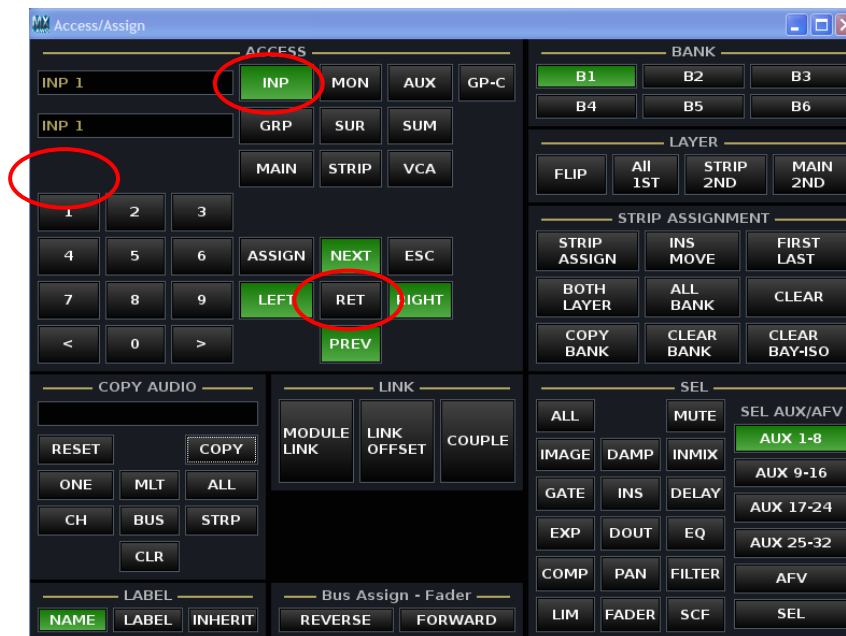 MX Access/Assign
ACCESS
INP 1
INP MON AUX GP-C
INP 1
GRP SUR SUM
MAIN STRIP VCA
1 2 3
4 5 6 ASSIGN NEXT ESC
7 8 9 LEFT RET RIGHT
< 0 > PREV
BANK
B1 B2 B3
B4 B5 B6
LAYER
FLIP
All
1ST
STRIP
2ND
MAIN
2ND
STRIP ASSIGNMENT
STRIP
ASSIGN
INS
MOVE
FIRST
LAST
BOTH
LAYER
ALL
BANK
CLEAR
COPY
BANK
CLEAR
BANK
CLEAR
BAY-ISO
COPY AUDIO
RESET COPY
ONE MLT ALL
CH BUS STRP
CLR
LINK
MODULE
LINK
LINK
OFFSET
COUPLE
SEL
ALL MUTE
IMAGE DAMP INMIX
GATE INS DELAY
EXP DOUT EQ
COMP PAN FILTER
LIM FADER SCF
SEL AUX/AFV
AUX 1-8
AUX 9-16
AUX 17-24
AUX 25-32
AFV
SEL
LABEL
NAME LABEL INHERIT
Bus Assign - Fader
REVERSE FORWARD